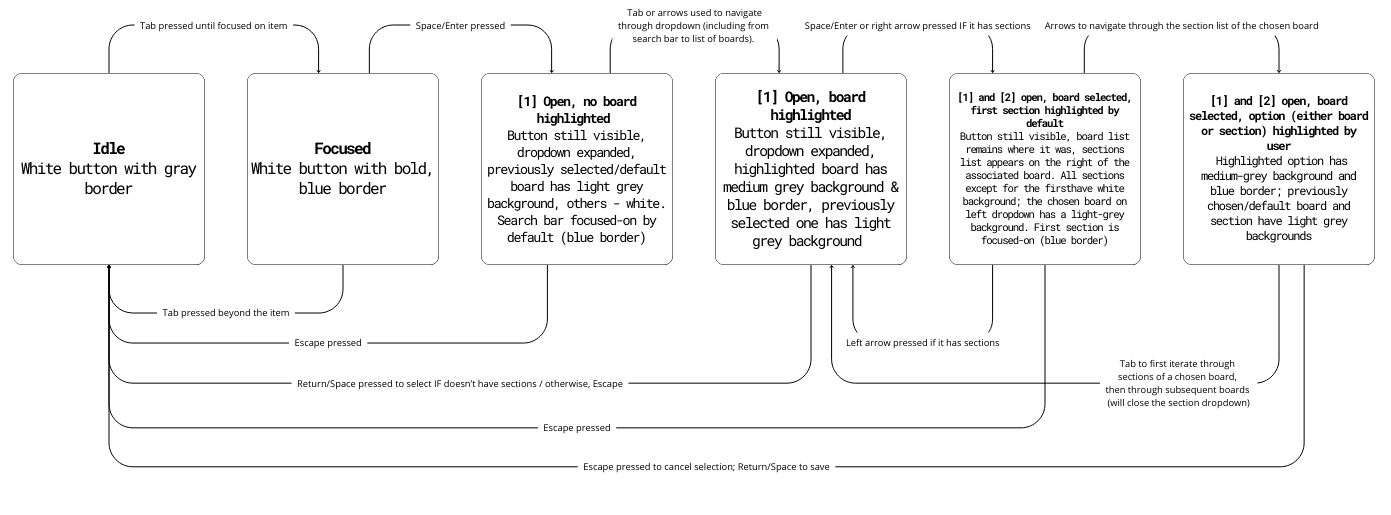 Tab pressed until focused on item
Space/Enter pressed
Tab or arrows used to navigate
through dropdown (including from
search bar to list of boards).
Space/Enter or right arrow pressed IF it has sections
Arrows to navigate through the section list of the chosen board
Idle
White button with gray
border
Focused
White button with bold,
blue border
[1] Open, no board
highlighted
Button still visible,
dropdown expanded,
previously selected/default
board has light grey
background, others - white.
Search bar focused-on by
default (blue border)
[1] Open, board
highlighted
Button still visible,
dropdown expanded,
highlighted board has
medium grey background &
blue border, previously
selected one has light
grey background
[1] and [2] open, board selected,
first section highlighted by
default
Button still visible, board list
remains where it was, sections
list appears on the right of the
associated board. All sections
except for the firsthave white
background; the chosen board on
left dropdown has a light-grey
background. First section is
focused-on (blue border)
[1] and [2] open, board
selected, option (either board
or section) highlighted by
user
Highlighted option has
medium-grey background and
blue border; previously
chosen/default board and
section have light grey
backgrounds
Tab pressed beyond the item
Escape pressed
Left arrow pressed if it has sections
Return/Space pressed to select IF doesn't have sections / otherwise, Escape
Tab to first iterate through
sections of a chosen board,
then through subsequent boards
(will close the section dropdown)
Escape pressed
Escape pressed to cancel selection; Return/Space to save